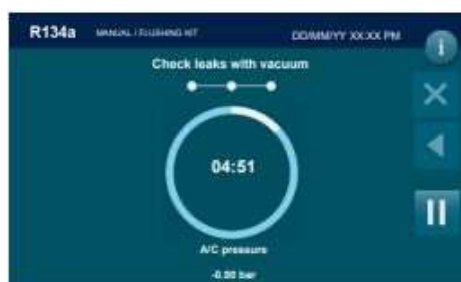 R134a MANUAL / FLUSHING KIT DD/MM/YY XX:XX PM
i
Check leaks with vacuum
04:51
A/C pressure
-0.90 bar